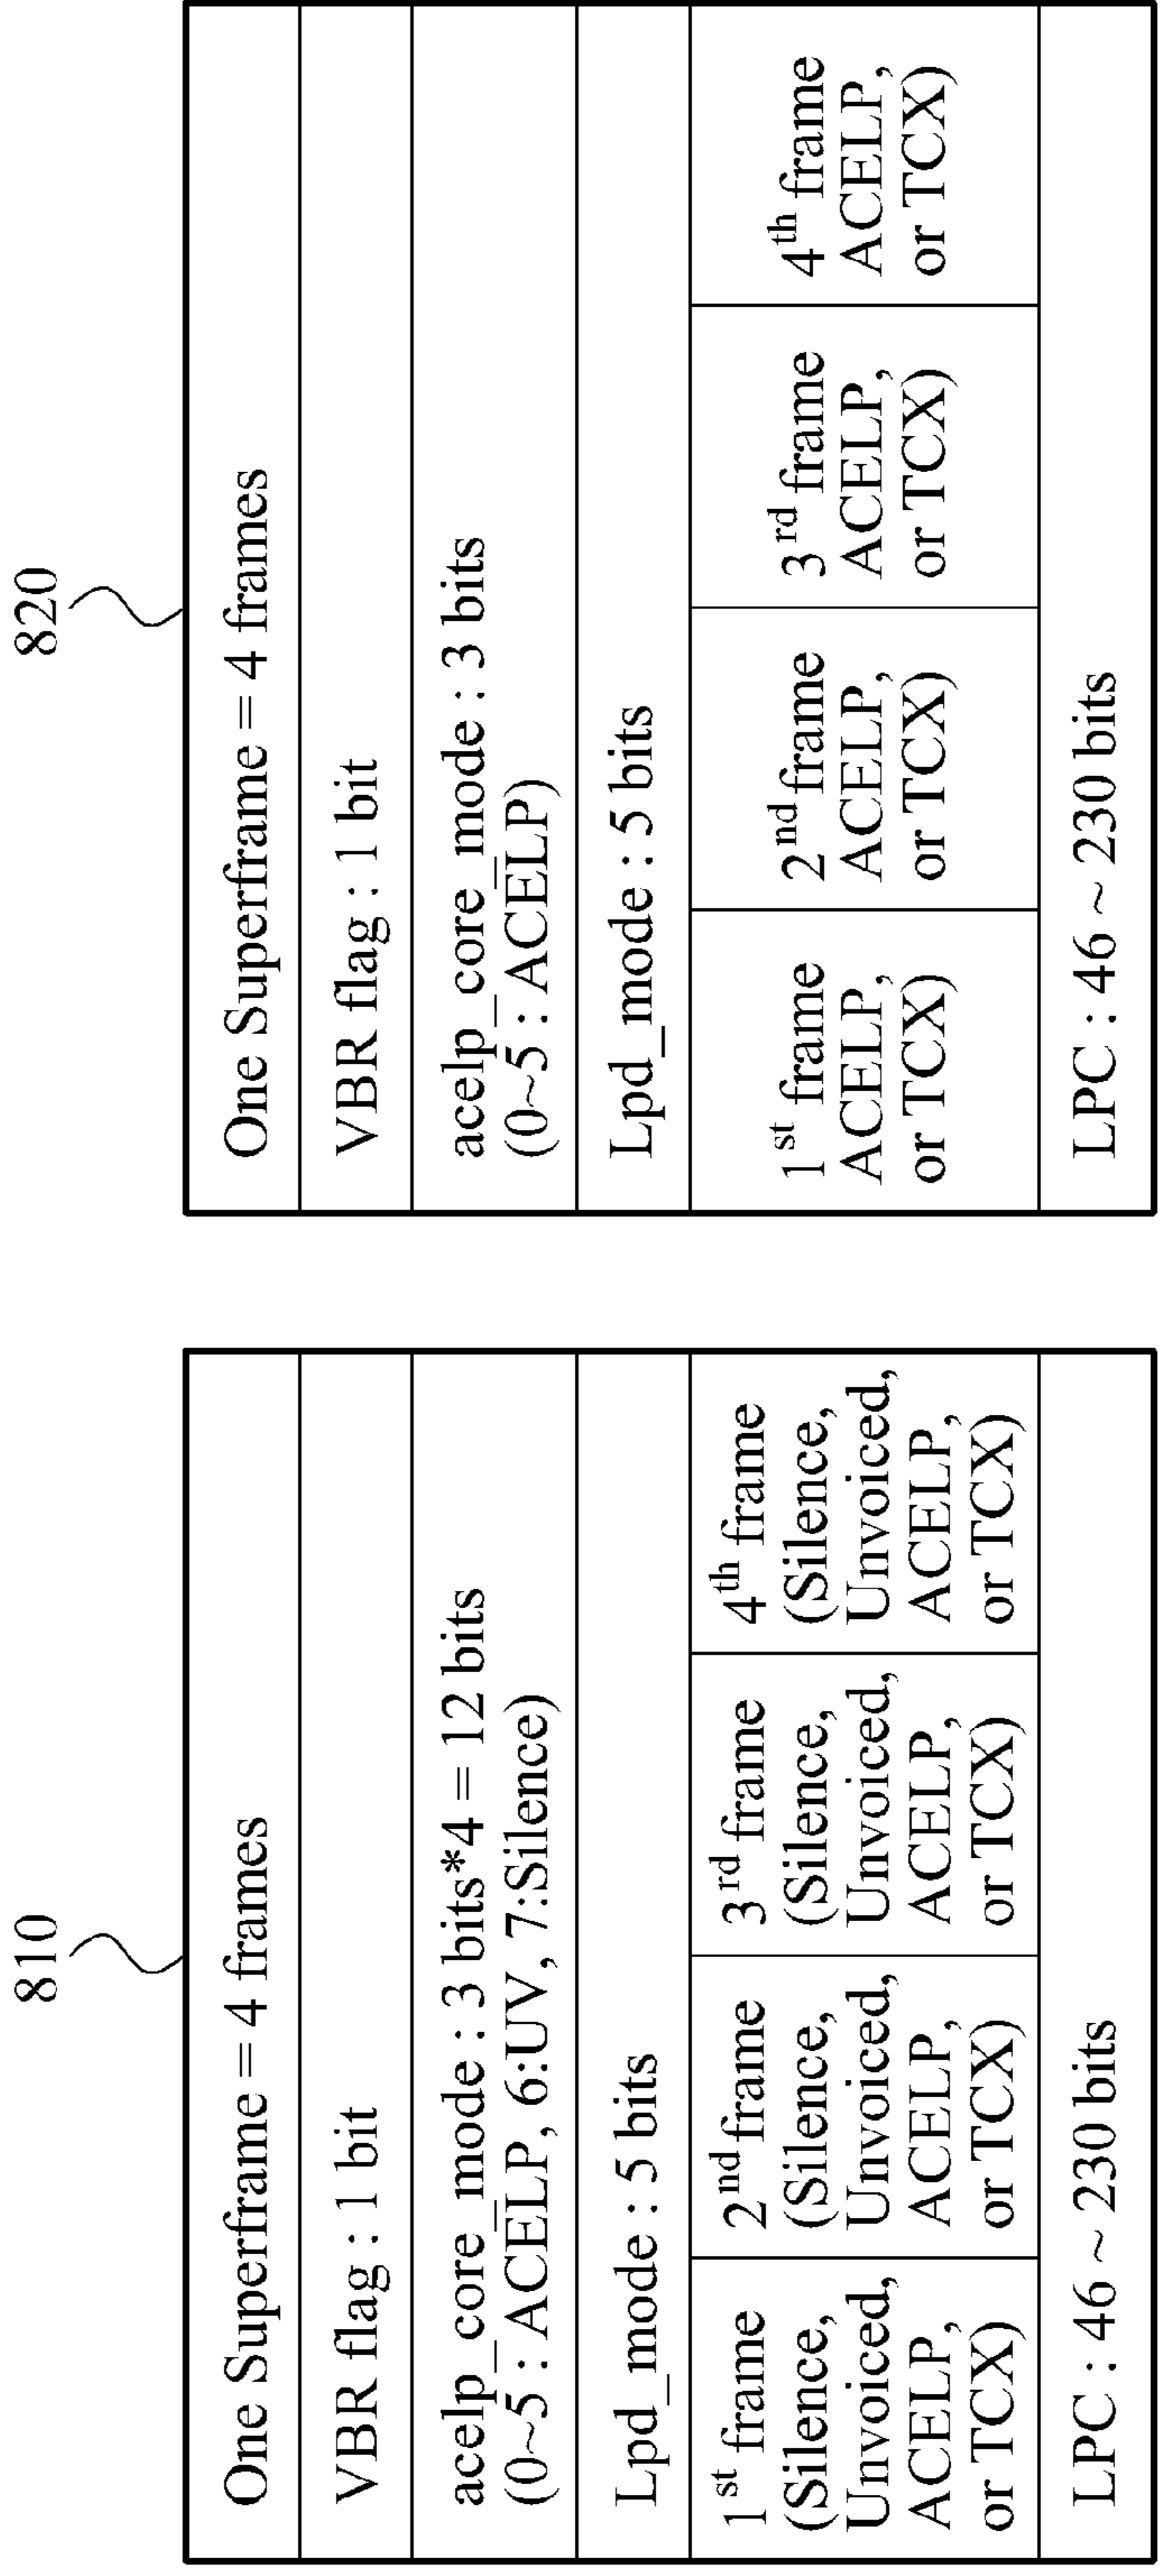 810
One Superframe = 4 frames
VBR flag : 1 bit
acelp_core_mode : 3 bits*4 = 12 bits
(0~5 : ACELP, 6:UV, 7:Silence)
Lpd_mode : 5 bits
1st frame
(Silence,
Unvoiced,
ACELP,
or TCX)
2nd frame
(Silence,
Unvoiced,
ACELP,
or TCX)
3rd frame
(Silence,
Unvoiced,
ACELP,
or TCX)
4th frame
(Silence,
Unvoiced,
ACELP,
or TCX)
LPC : 46 ~ 230 bits
820
One Superframe = 4 frames
VBR flag : 1 bit
acelp_core_mode : 3 bits
(0~5 : ACELP)
Lpd_mode : 5 bits
1st frame
ACELP,
or TCX)
2nd frame
ACELP,
or TCX)
3rd frame
ACELP,
or TCX)
4th frame
ACELP,
or TCX)
LPC : 46 ~ 230 bits